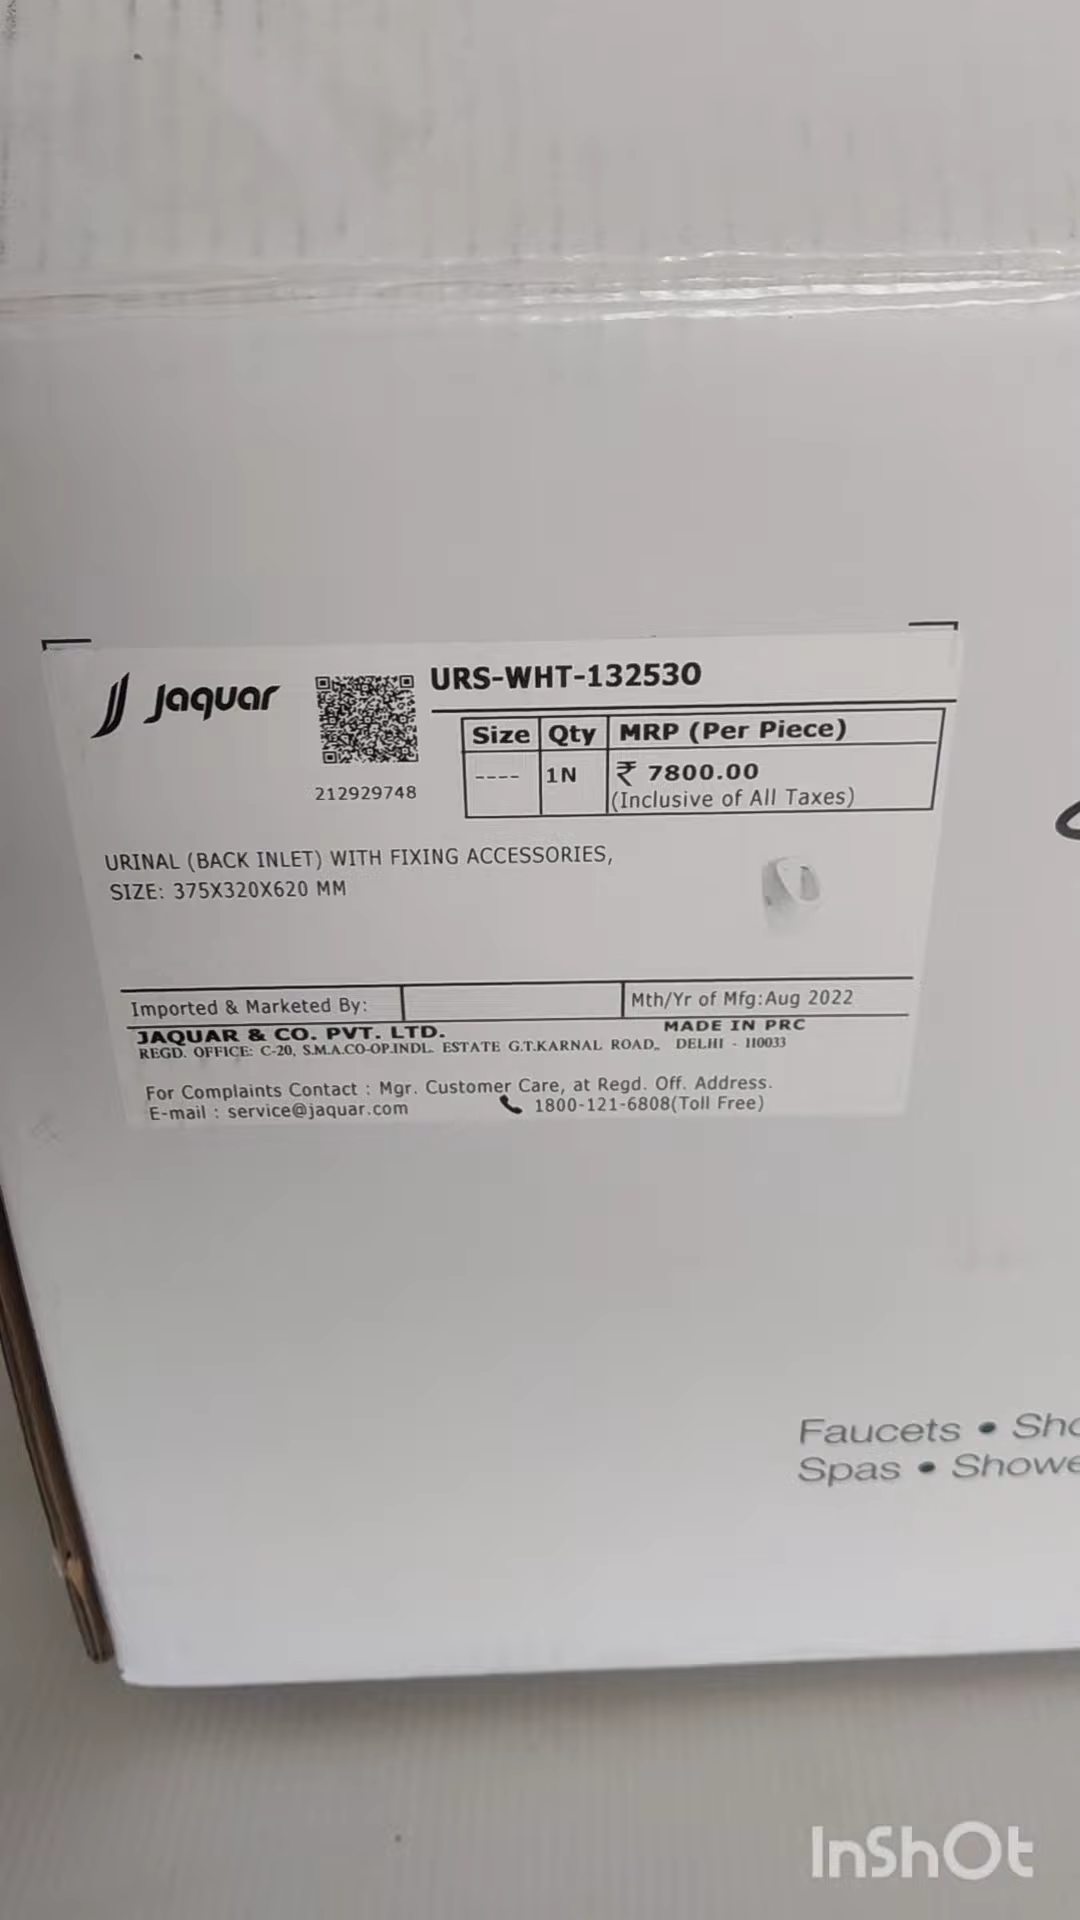 Jaquar
URS-WHT-132530
Size Qty MRP (Per Piece)
---- 1N ₹ 7800.00
(Inclusive of All Taxes)
212929748
URINAL (BACK INLET) WITH FIXING ACCESSORIES,
SIZE: 375X320X620 MM
Imported & Marketed By: Mth/Yr of Mfg:Aug 2022
JAQUAR & CO. PVT. LTD. MADE IN PRC
REGD. OFFICE: C-20, S.M.A.CO-OP.INDL. ESTATE G.T.KARNAL ROAD,, DELHI - 110033
For Complaints Contact : Mgr. Customer Care, at Regd. Off. Address.
E-mail : service@jaquar.com 1800-121-6808(Toll Free)
Faucets •
Spas •
InShOt